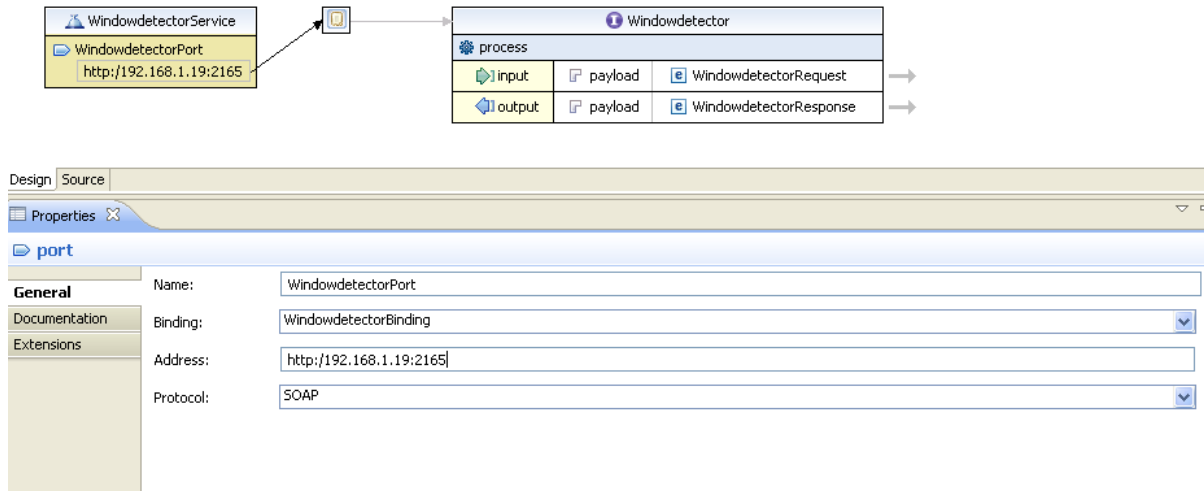 WindowdetectorService
WindowdetectorPort
http:/192.168.1.19:2165
Windowdetector
process
input payload e WindowdetectorRequest
output payload e WindowdetectorResponse
Design Source
Properties
port
General
Documentation
Extensions
Name: WindowdetectorPort
Binding: WindowdetectorBinding
Address: http:/192.168.1.19:2165
Protocol: SOAP